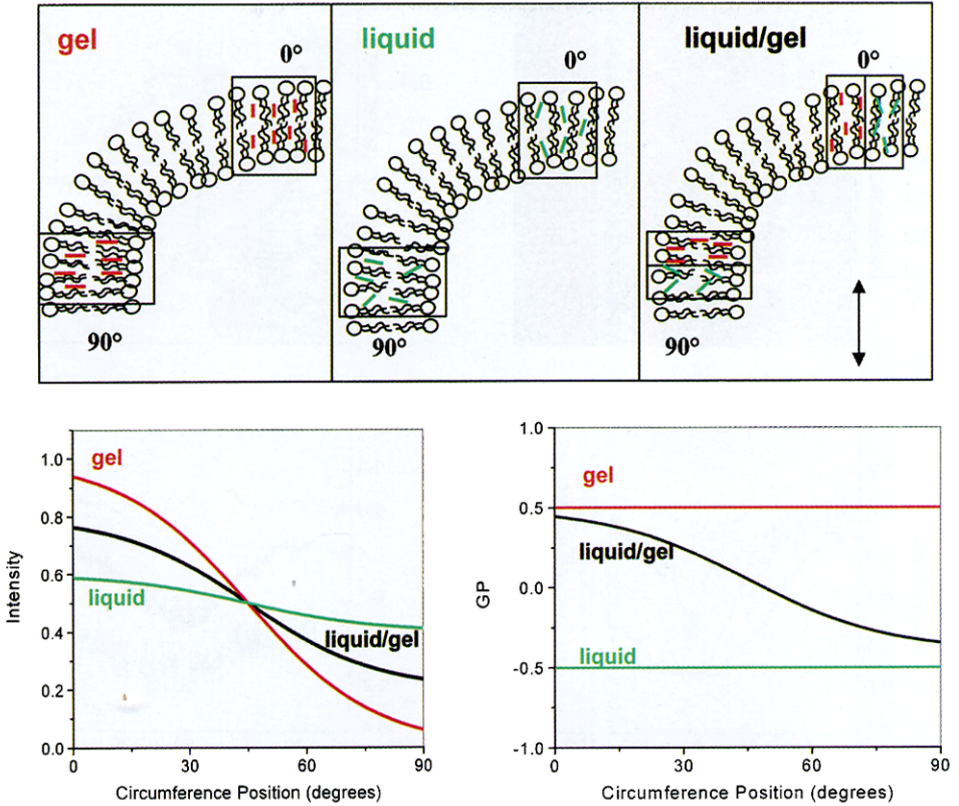 gel
0°
90°
liquid
0°
90°
liquid/gel
0°
90°
Intensity
1.0
0.8
0.6
0.4
0.2
0.0
gel
liquid
liquid/gel
0
30
60
90
Circumference Position (degrees)
GP
1.0
0.5
0.0
-0.5
-1.0
gel
liquid/gel
liquid
0
30
60
90
Circumference Position (degrees)